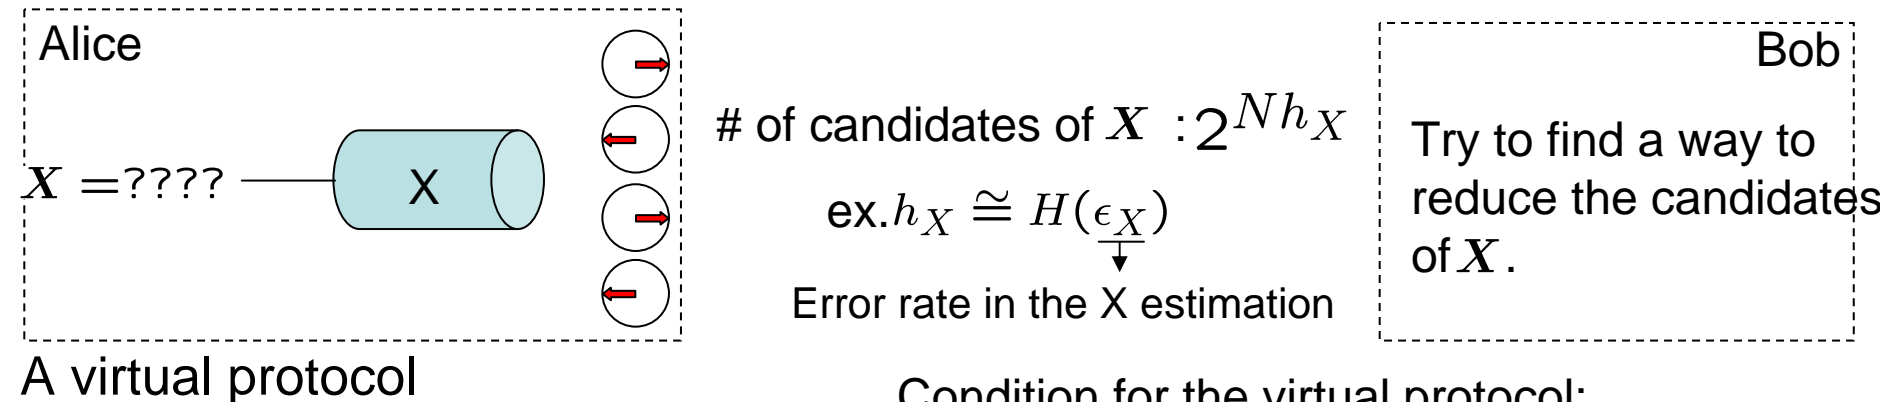 Alice
X =????
X
# of candidates of X : 2^{Nh_X}
ex. h_X ≅ H(ϵ_X)
Error rate in the X estimation
Bob
Try to find a way to
reduce the candidates
of X.
A virtual protocol
Condition for the virtual protocol: